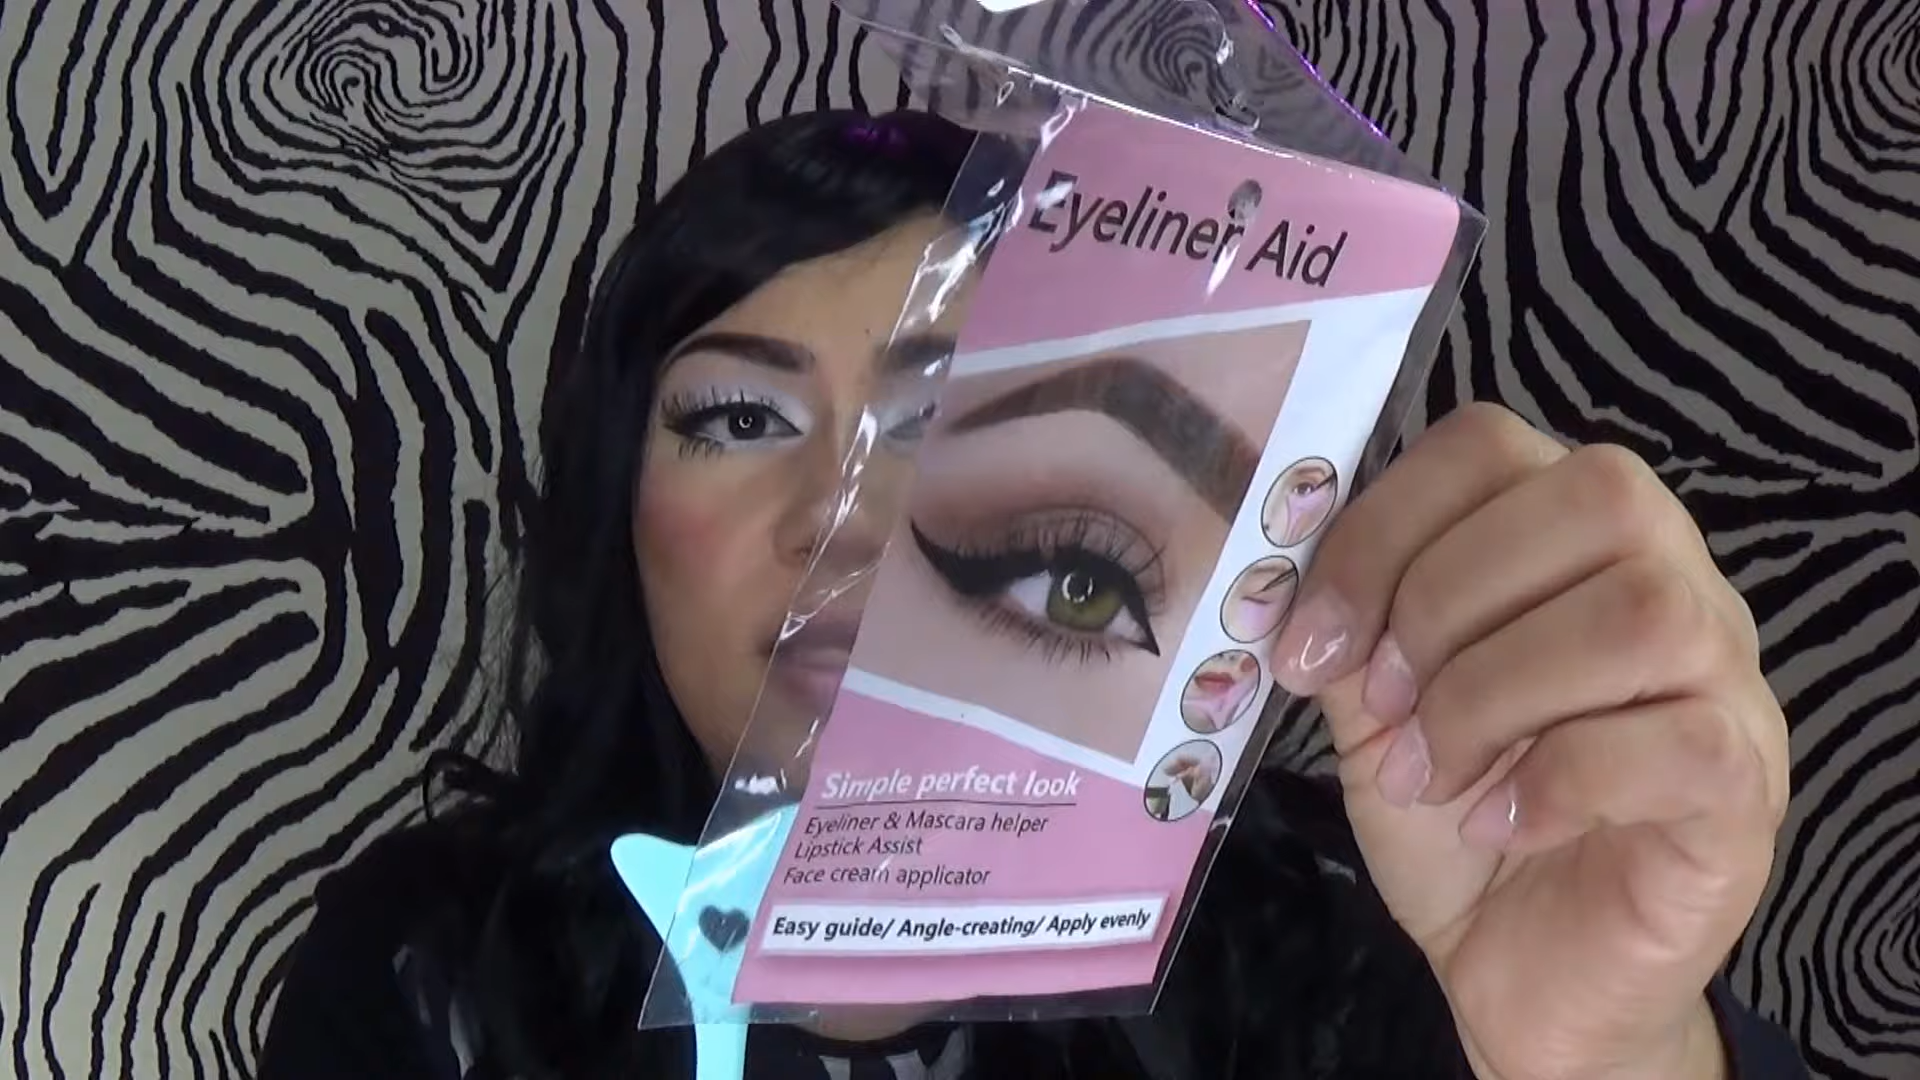 Eyeliner Aid
Simple perfect look
Eyeliner & Mascara helper
Lipstick Assist
Face cream applicator
Easy guide/ Angle-creating/ Apply evenly